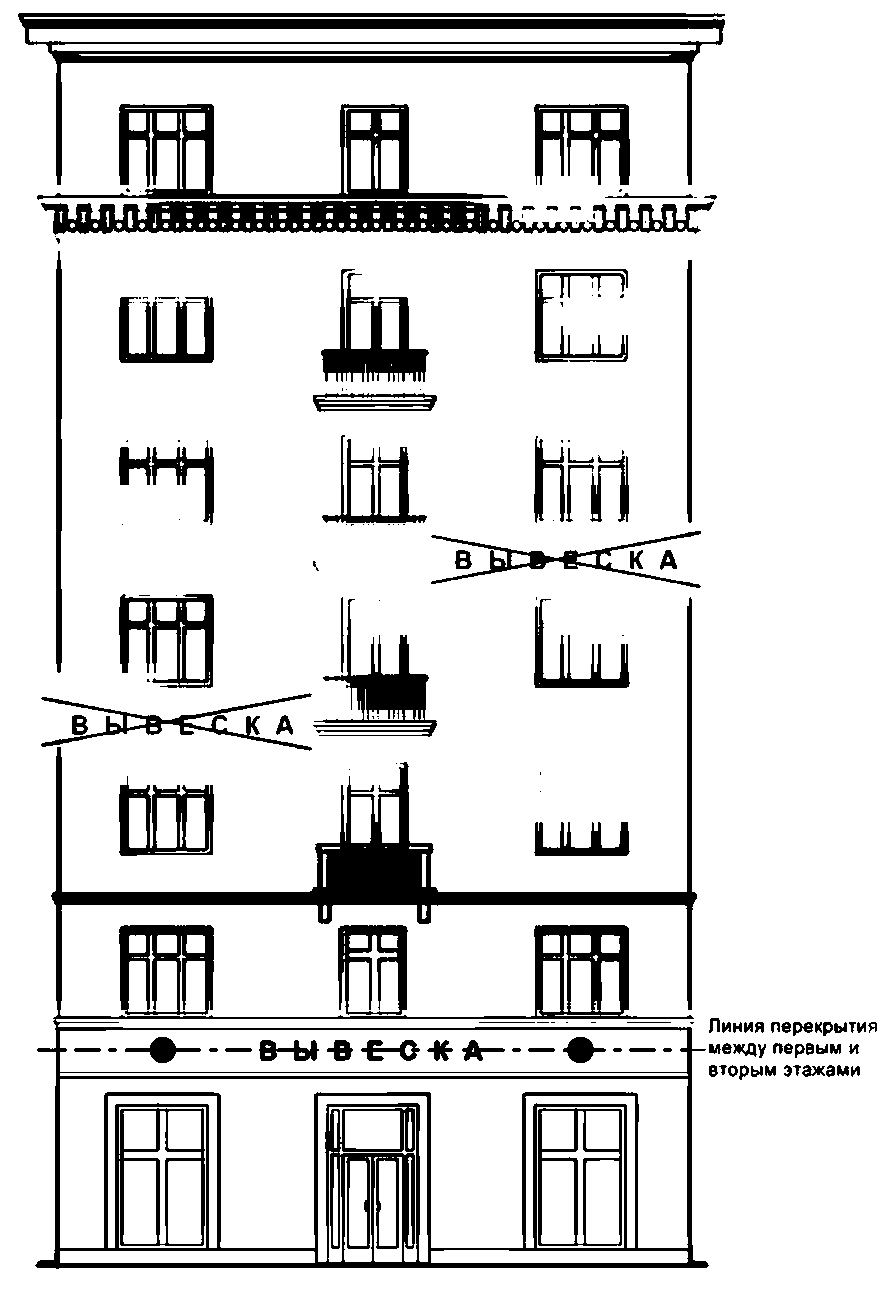 ВЫВЕСКА
ВЫВЕСКА
ВЫВЕСКА
Линия перекрытия
между первым и
вторым этажами